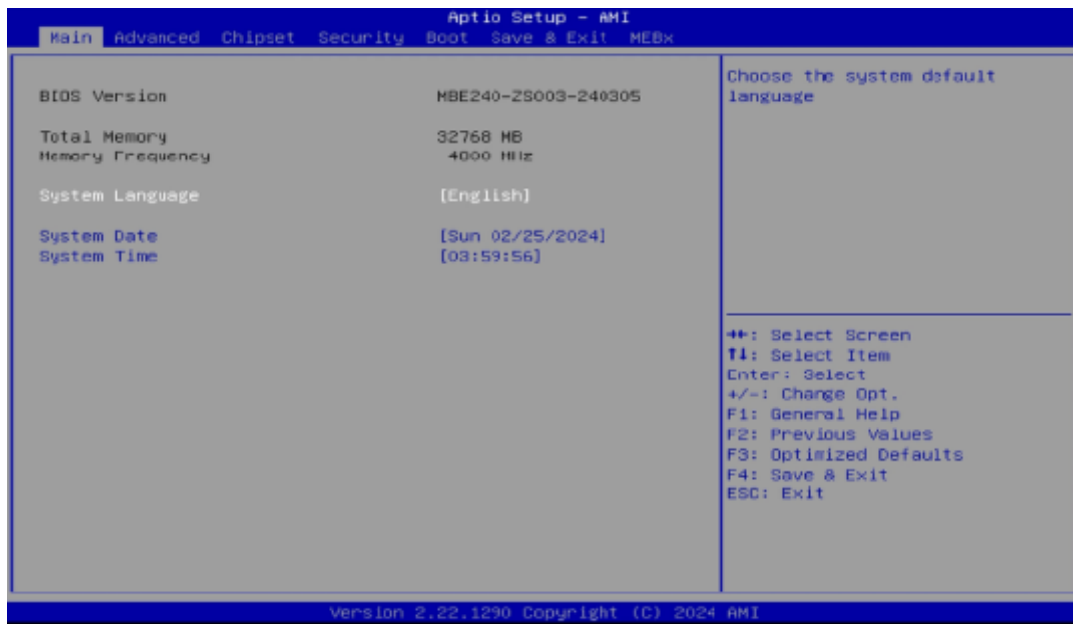 Aptio Setup - AMI
Main Advanced Chipset Security Boot Save & Exit MEBx
BIOS Version MBE240-ZS003-240305
Total Memory 32768 MB
Memory Frequency 4000 MHz
System Language [English]
System Date [Sun 02/25/2024]
System Time [03:59:56]
Choose the system default
language
→←: Select Screen
↑↓: Select Item
Enter: Select
+/-: Change Opt.
F1: General Help
F2: Previous Values
F3: Optimized Defaults
F4: Save & Exit
ESC: Exit
Version 2.22.1290 Copyright (C) 2024 AMI